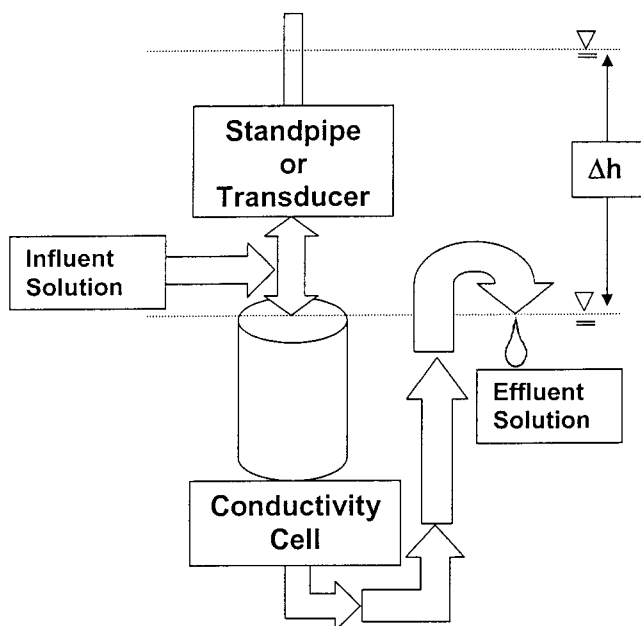 Standpipe
or
Transducer
Δh
Influent
Solution
Effluent
Solution
Conductivity
Cell